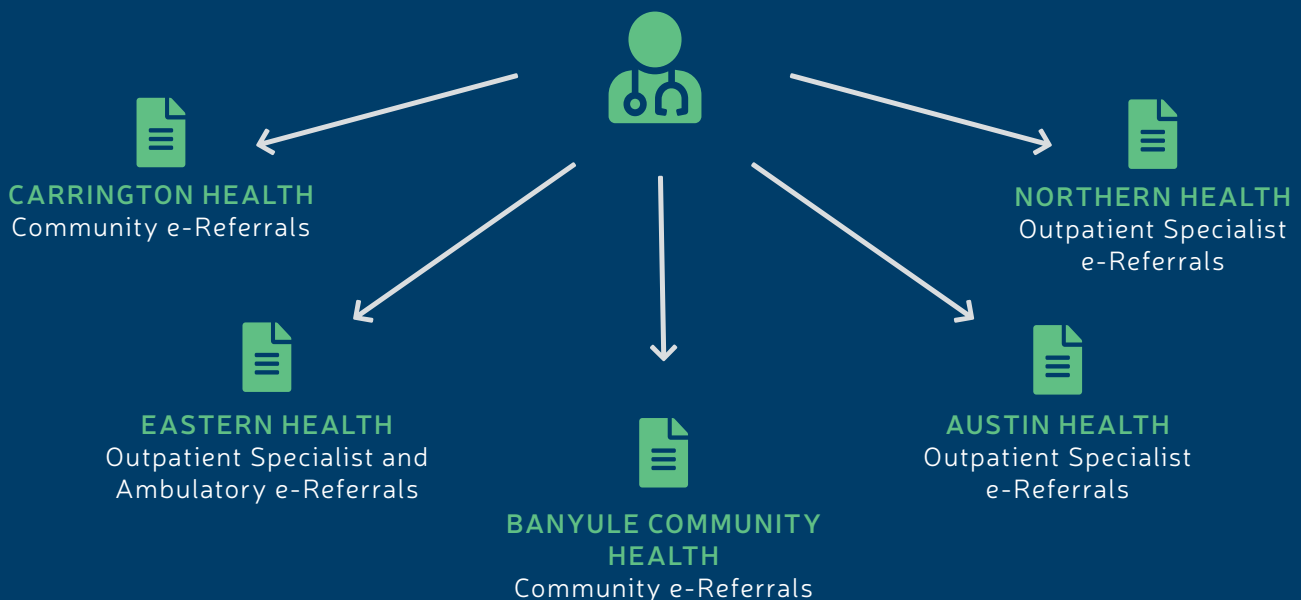 CARRINGTON HEALTH
Community e-Referrals
NORTHERN HEALTH
Outpatient Specialist
e-Referrals
EASTERN HEALTH
Outpatient Specialist and
Ambulatory e-Referrals
BANYULE COMMUNITY
HEALTH
Community e-Referrals
AUSTIN HEALTH
Outpatient Specialist
e-Referrals